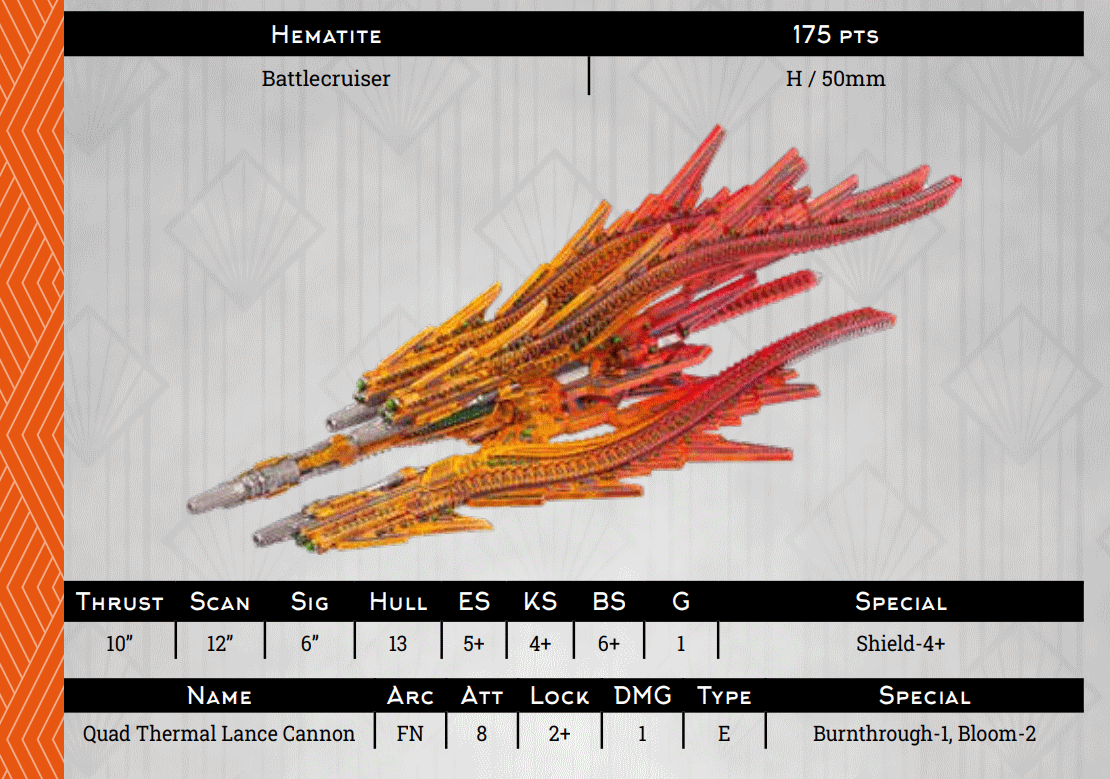 Hematite 175 pts
Battlecruiser H / 50mm
Thrust Scan Sig Hull ES KS BS G Special
10” 12” 6” 13 5+ 4+ 6+ 1 Shield-4+
Name Arc Att Lock DMG Type Special
Quad Thermal Lance Cannon FN 8 2+ 1 E Burnthrough-1, Bloom-2